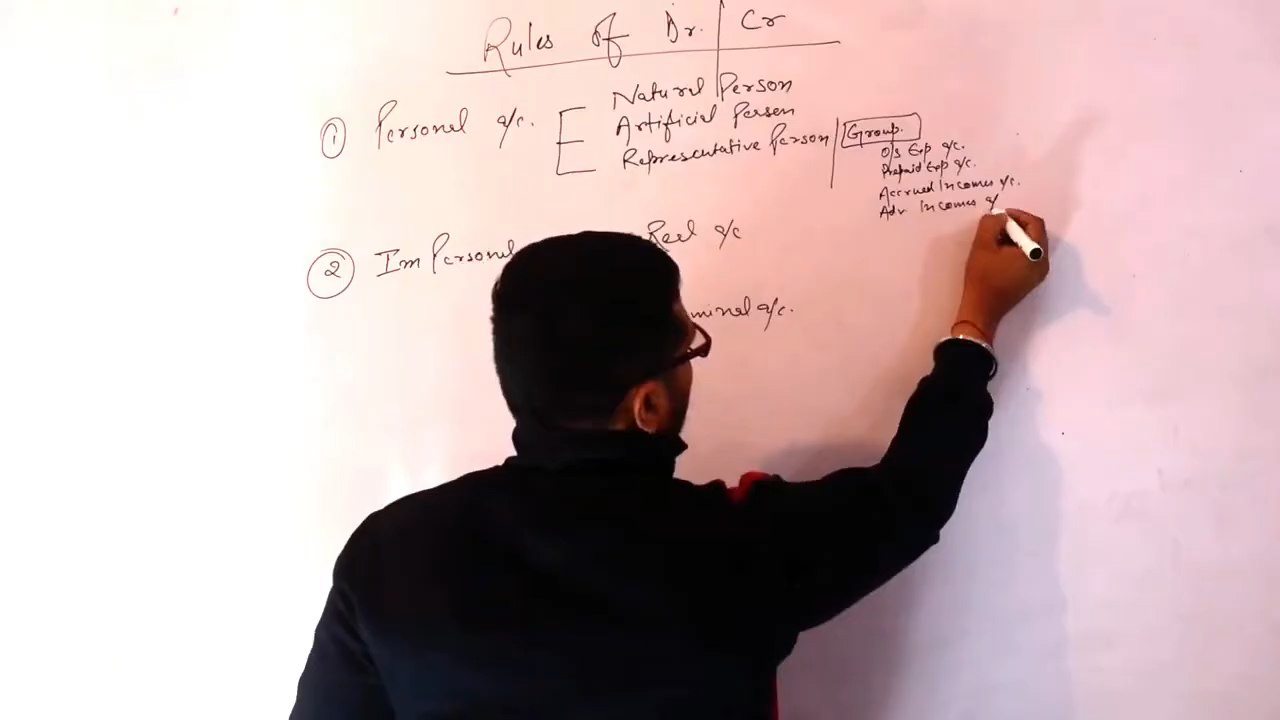 Rules of Dr. | Cr
① Personal a/c.
Natural Person
Artificial Person
Representative Person
Group.
O/s Exp a/c.
Prepaid Exp a/c.
Accrued Incomes a/c.
Adv Incomes a/
② Im Personal
Real a/c
minal a/c.